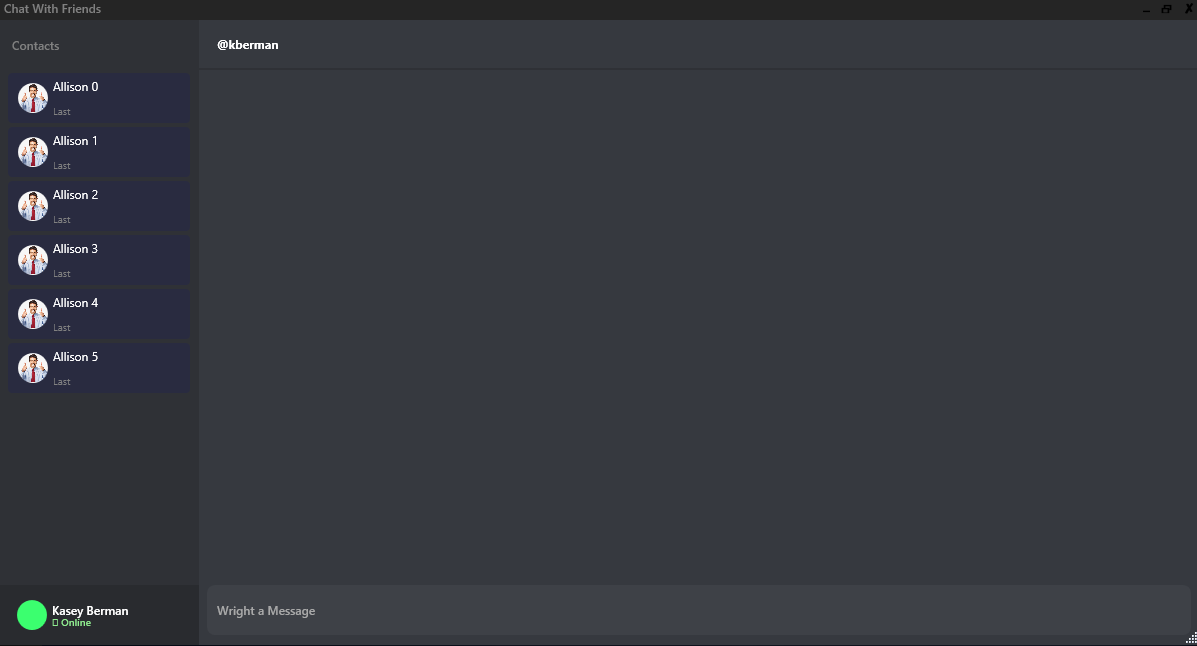 Chat With Friends
Contacts
@kberman
Allison 0
Last
Allison 1
Last
Allison 2
Last
Allison 3
Last
Allison 4
Last
Allison 5
Last
Kasey Berman
▯ Online
Wright a Message